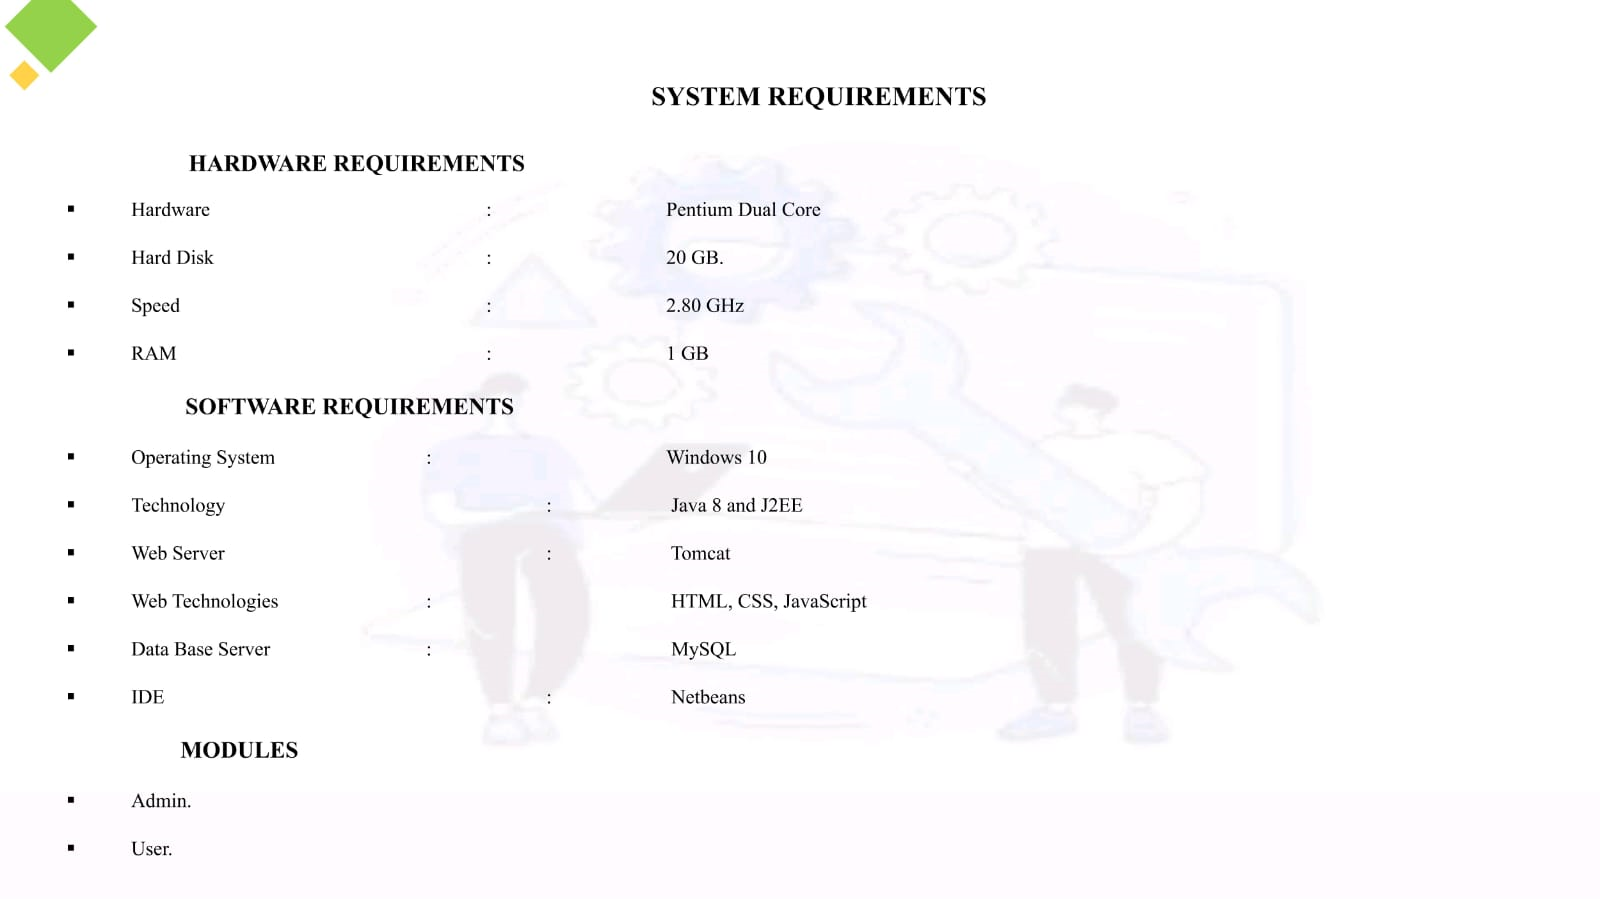 SYSTEM REQUIREMENTS
HARDWARE REQUIREMENTS
▪ Hardware : Pentium Dual Core
▪ Hard Disk : 20 GB.
▪ Speed : 2.80 GHz
▪ RAM : 1 GB
SOFTWARE REQUIREMENTS
▪ Operating System : Windows 10
▪ Technology : Java 8 and J2EE
▪ Web Server : Tomcat
▪ Web Technologies : HTML, CSS, JavaScript
▪ Data Base Server : MySQL
▪ IDE : Netbeans
MODULES
▪ Admin.
▪ User.